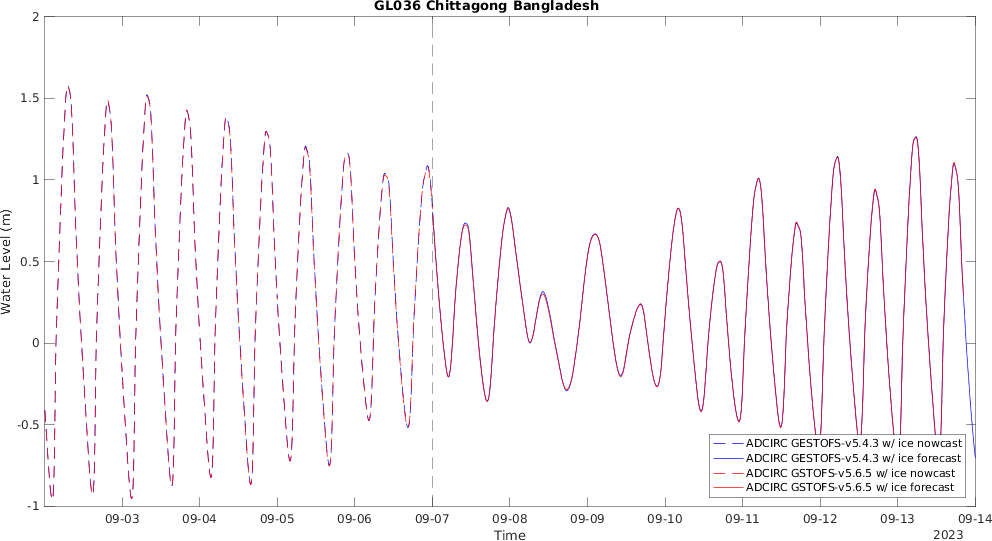 GL036 Chittagong Bangladesh
2
1.5
1
0.5
0
-0.5
-1
Water Level (m)
09-03 09-04 09-05 09-06 09-07 09-08 09-09 09-10 09-11 09-12 09-13 09-14
Time
2023
ADCIRC GESTOFS-v5.4.3 w/ ice nowcast
ADCIRC GESTOFS-v5.4.3 w/ ice forecast
ADCIRC GSTOFS-v5.6.5 w/ ice nowcast
ADCIRC GSTOFS-v5.6.5 w/ ice forecast